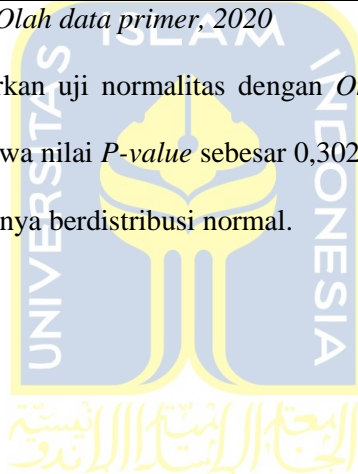 Olah data primer, 2020
rkan uji normalitas dengan O
wa nilai P-value sebesar 0,302
nya berdistribusi normal.
UNIVERSITAS
ISLAM
INDONESIA